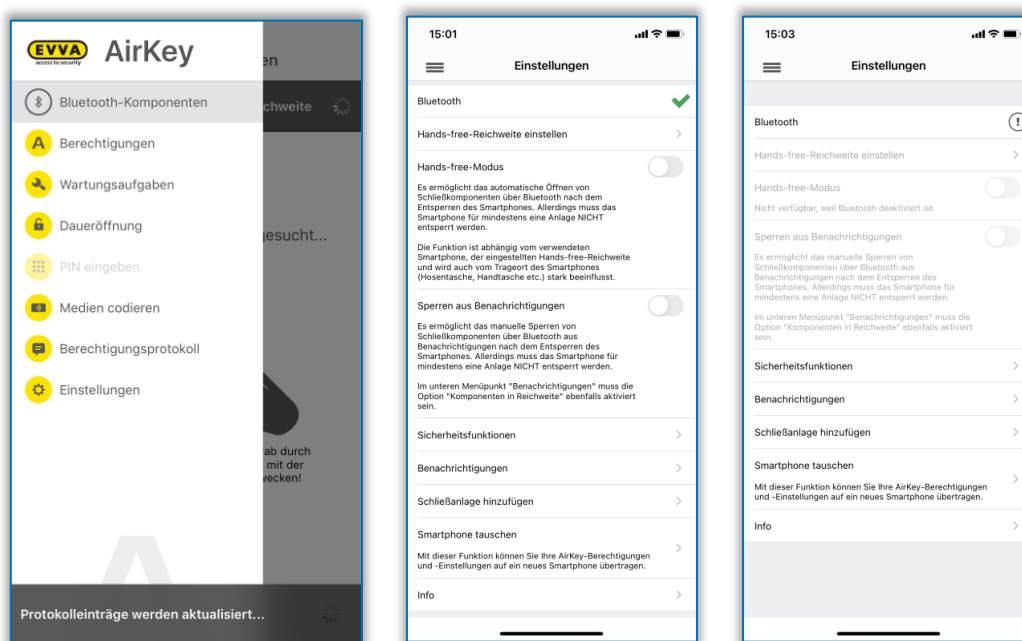 EVVA
access to security
AirKey
en
Bluetooth-Komponenten
chweite
Berechtigungen
Wartungsaufgaben
Daueröffnung
esucht...
PIN eingeben
Medien codieren
Berechtigungsprotokoll
Einstellungen
ab durch
mit der
vecken!
Protokolleinträge werden aktualisiert...
15:01
Einstellungen
Bluetooth
Hands-free-Reichweite einstellen
Hands-free-Modus
Es ermöglicht das automatische Öffnen von
Schließkomponenten über Bluetooth nach dem
Entsperren des Smartphones. Allerdings muss das
Smartphone für mindestens eine Anlage NICHT
entsperrt werden.
Die Funktion ist abhängig vom verwendeten
Smartphone, der eingestellten Hands-free-Reichweite
und wird auch vom Trageort des Smartphones
(Hosentasche, Handtasche etc.) stark beeinflusst.
Sperren aus Benachrichtigungen
Es ermöglicht das manuelle Sperren von
Schließkomponenten über Bluetooth aus
Benachrichtigungen nach dem Entsperren des
Smartphones. Allerdings muss das Smartphone für
mindestens eine Anlage NICHT entsperrt werden.
Im unteren Menüpunkt "Benachrichtigungen" muss die
Option "Komponenten in Reichweite" ebenfalls aktiviert
sein.
Sicherheitsfunktionen
Benachrichtigungen
Schließanlage hinzufügen
Smartphone tauschen
Mit dieser Funktion können Sie Ihre AirKey-Berechtigungen
und -Einstellungen auf ein neues Smartphone übertragen.
Info
15:03
Einstellungen
Bluetooth
Hands-free-Reichweite einstellen
Hands-free-Modus
Nicht verfügbar, weil Bluetooth deaktiviert ist.
Sperren aus Benachrichtigungen
Es ermöglicht das manuelle Sperren von
Schließkomponenten über Bluetooth aus
Benachrichtigungen nach dem Entsperren des
Smartphones. Allerdings muss das Smartphone für
mindestens eine Anlage NICHT entsperrt werden.
Im unteren Menüpunkt "Benachrichtigungen" muss die
Option "Komponenten in Reichweite" ebenfalls aktiviert
sein.
Sicherheitsfunktionen
Benachrichtigungen
Schließanlage hinzufügen
Smartphone tauschen
Mit dieser Funktion können Sie Ihre AirKey-Berechtigungen
und -Einstellungen auf ein neues Smartphone übertragen.
Info